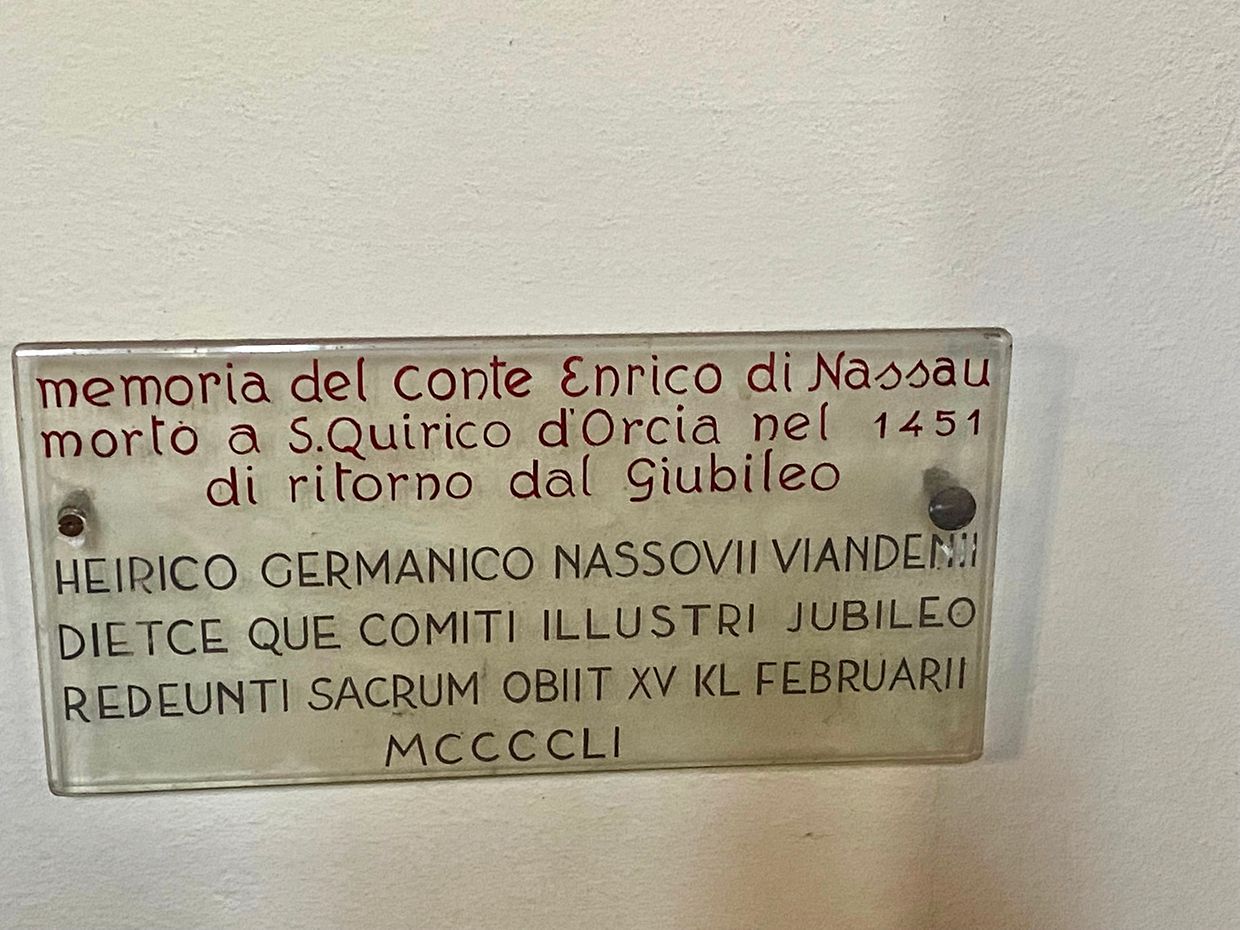 memoria del conte Enrico di Nassau
morto a S.Quirico d'Orcia nel 1451
di ritorno dal Giubileo
HEIRICO GERMANICO NASSOVII VIANDENII
DIETCE QUE COMITI ILLUSTRI JUBILEO
REDEUNTI SACRUM OBIIT XV KL FEBRUARII
MCCCCLI